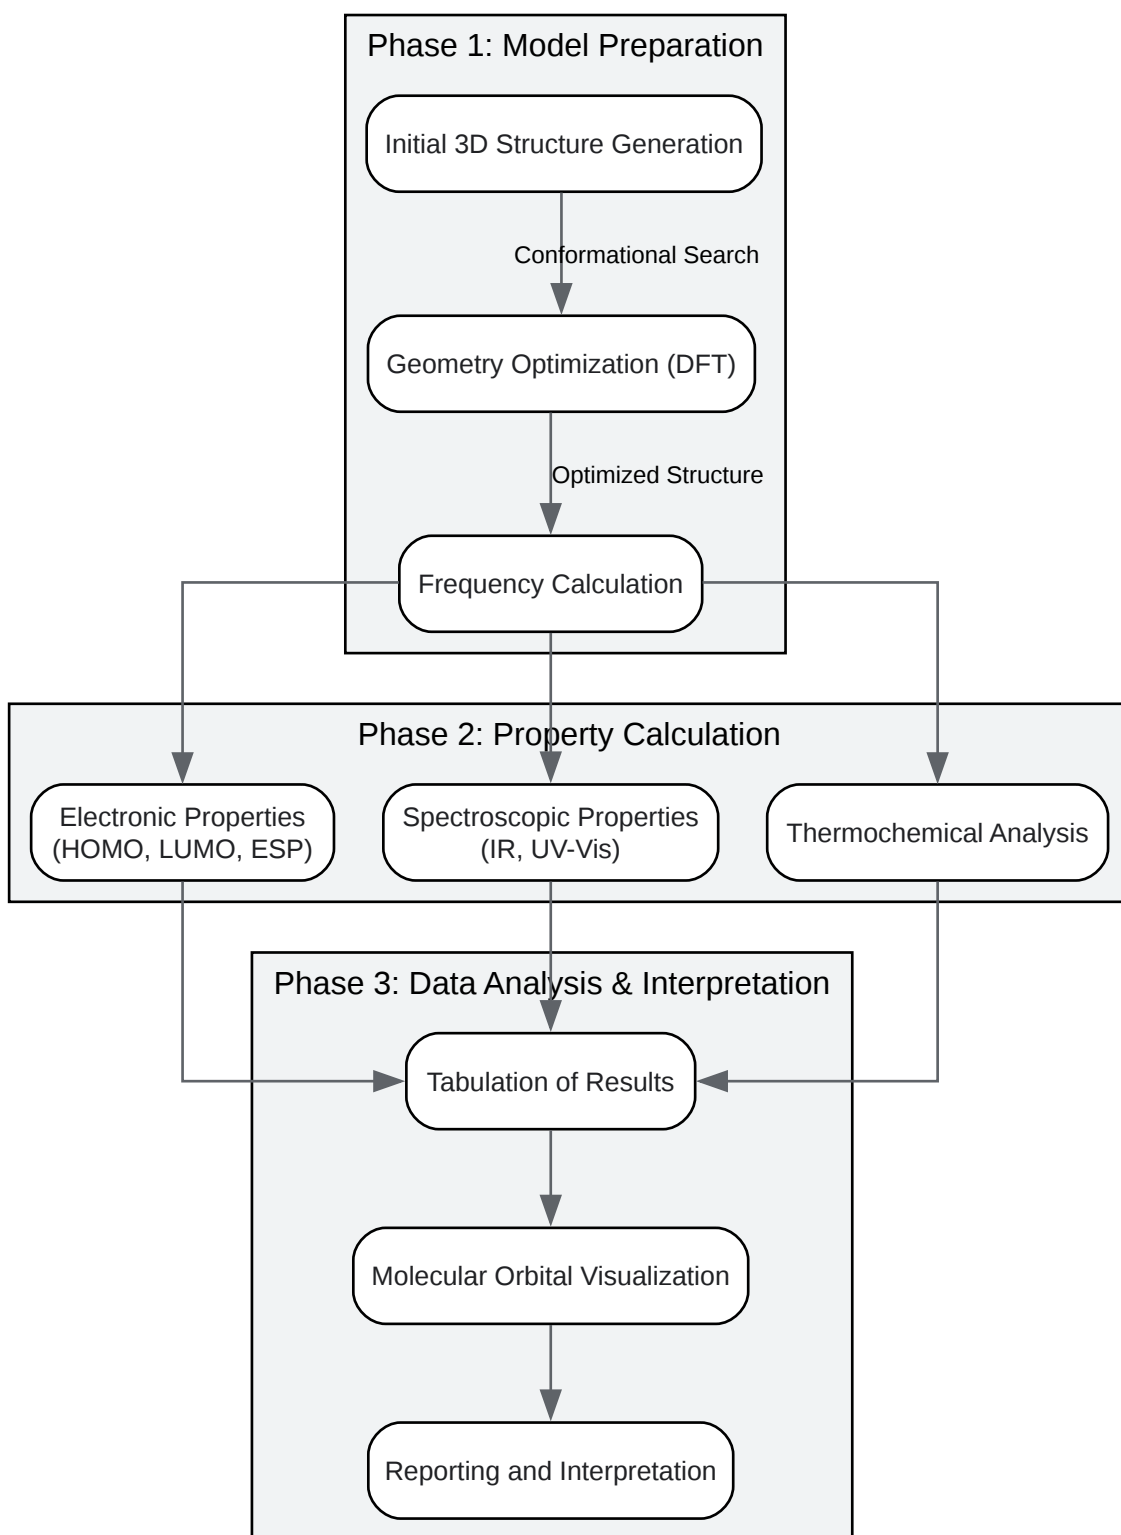 Phase 1: Model Preparation
Initial 3D Structure Generation
Conformational Search
Geometry Optimization (DFT)
Optimized Structure
Frequency Calculation
Phase 2: Property Calculation
Electronic Properties
(HOMO, LUMO, ESP)
Spectroscopic Properties
(IR, UV-Vis)
Thermochemical Analysis
Phase 3: Data Analysis & Interpretation
Tabulation of Results
Molecular Orbital Visualization
Reporting and Interpretation